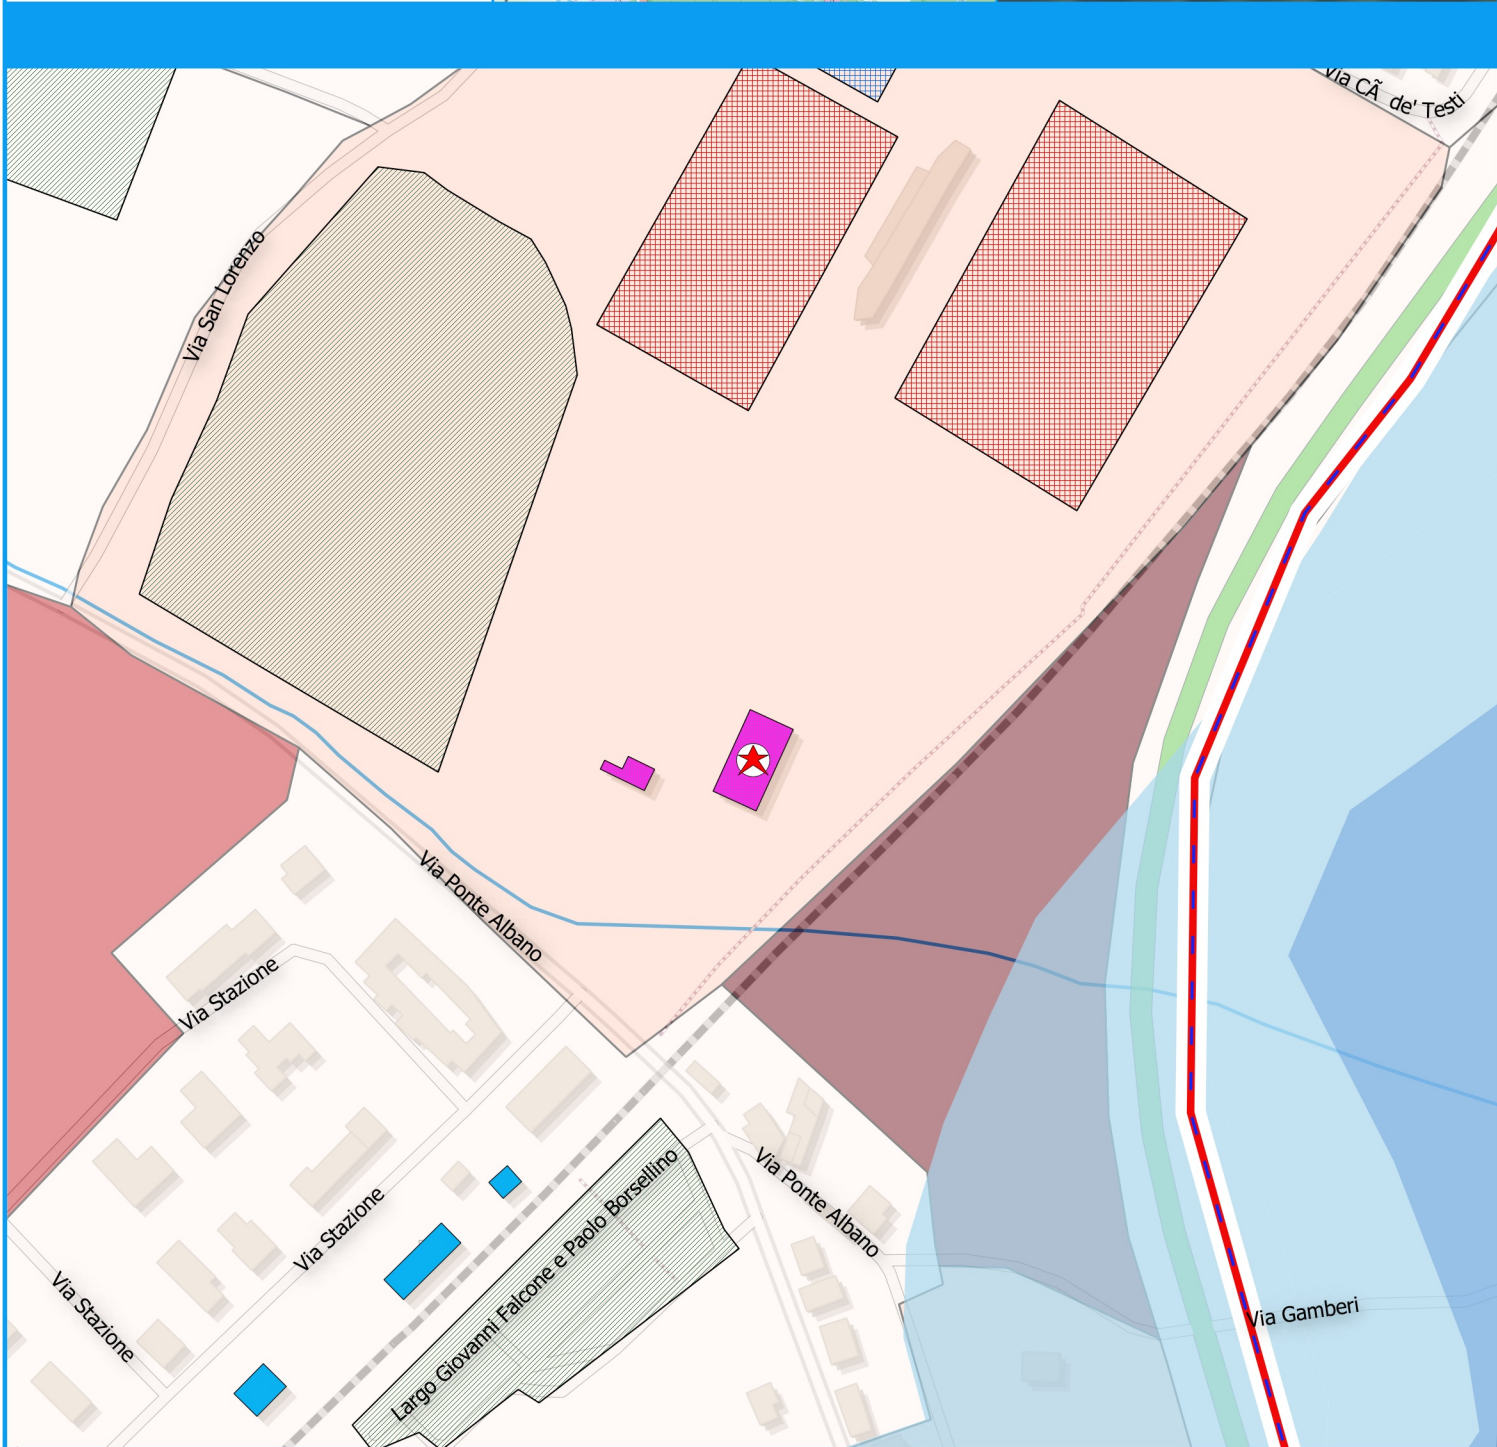 Via CÃ de' Testi
Via San Lorenzo
Via Ponte Albano
Via Stazione
Via Ponte Albano
Largo Giovanni Falcone e Paolo Borsellino
Via Stazione
Via Stazione
Via Gamberi